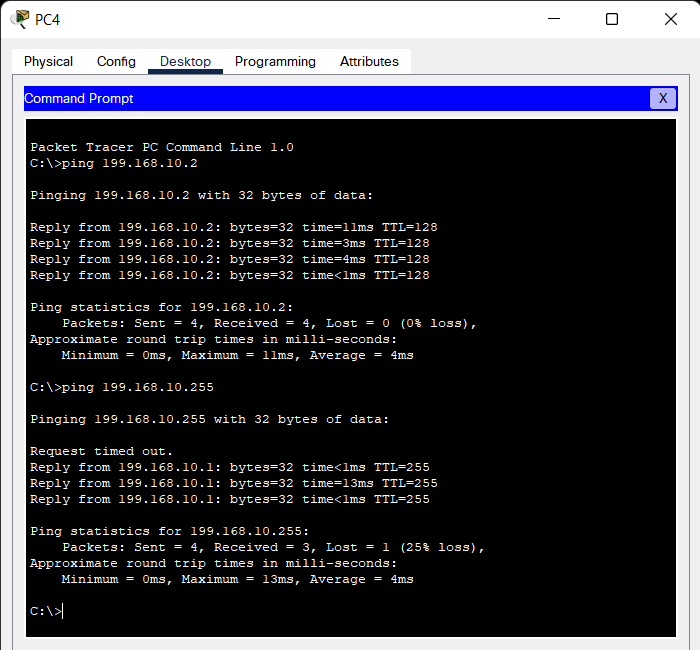 PC4
Physical Config Desktop Programming Attributes
Command Prompt X
Packet Tracer PC Command Line 1.0
C:\>ping 199.168.10.2
Pinging 199.168.10.2 with 32 bytes of data:
Reply from 199.168.10.2: bytes=32 time=11ms TTL=128
Reply from 199.168.10.2: bytes=32 time=3ms TTL=128
Reply from 199.168.10.2: bytes=32 time=4ms TTL=128
Reply from 199.168.10.2: bytes=32 time<1ms TTL=128
Ping statistics for 199.168.10.2:
    Packets: Sent = 4, Received = 4, Lost = 0 (0% loss),
Approximate round trip times in milli-seconds:
    Minimum = 0ms, Maximum = 11ms, Average = 4ms
C:\>ping 199.168.10.255
Pinging 199.168.10.255 with 32 bytes of data:
Request timed out.
Reply from 199.168.10.1: bytes=32 time<1ms TTL=255
Reply from 199.168.10.1: bytes=32 time=13ms TTL=255
Reply from 199.168.10.1: bytes=32 time<1ms TTL=255
Ping statistics for 199.168.10.255:
    Packets: Sent = 4, Received = 3, Lost = 1 (25% loss),
Approximate round trip times in milli-seconds:
    Minimum = 0ms, Maximum = 13ms, Average = 4ms
C:\>